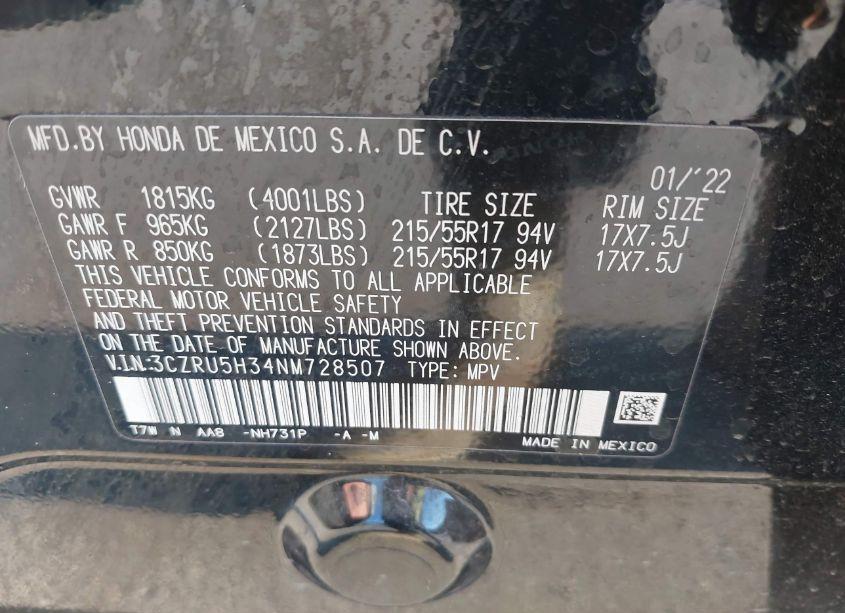 MFD.BY HONDA DE MEXICO S.A. DE C.V.
01/'22
GVWR 1815KG (4001LBS) TIRE SIZE RIM SIZE
GAWR F 965KG (2127LBS) 215/55R17 94V 17X7.5J
GAWR R 850KG (1873LBS) 215/55R17 94V 17X7.5J
THIS VEHICLE CONFORMS TO ALL APPLICABLE
FEDERAL MOTOR VEHICLE SAFETY
AND THEFT PREVENTION STANDARDS IN EFFECT
ON THE DATE OF MANUFACTURE SHOWN ABOVE.
V.I.N:3CZRU5H34NM728507 TYPE: MPV
T7W N AAB -NH731P -A -M
MADE IN MEXICO